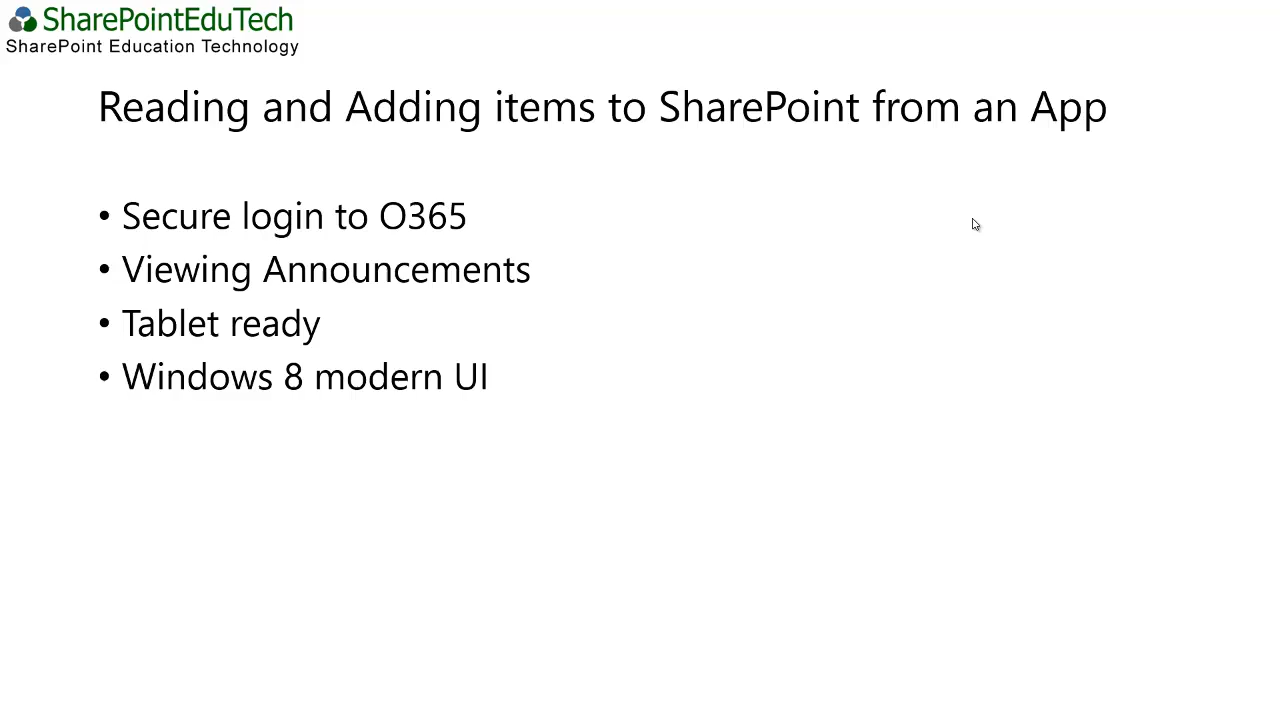 SharePointEduTech
SharePoint Education Technology
Reading and Adding items to SharePoint from an App
• Secure login to O365
• Viewing Announcements
• Tablet ready
• Windows 8 modern UI